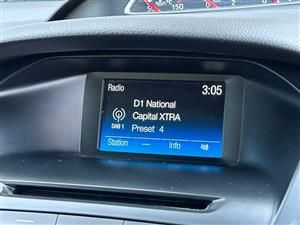 Radio 3:05
D1 National
Capital XTRA
DAB 1 Preset 4
Station — Info